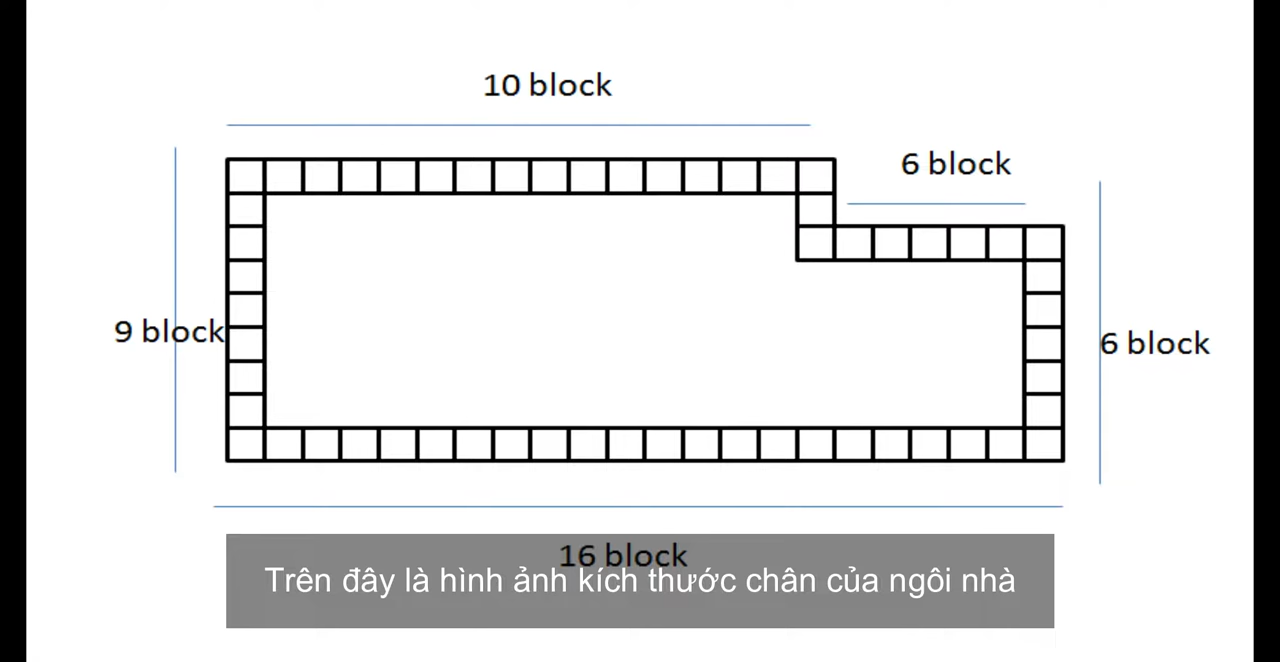 10 block
6 block
9 block
6 block
16 block
Trên đây là hình ảnh kích thước chân của ngôi nhà